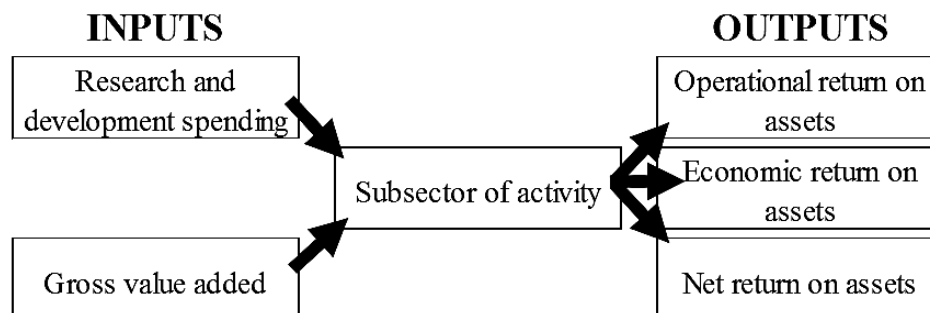 INPUTS
Research and
development spending
Gross value added
Subsector of activity
OUTPUTS
Operational return on
assets
Economic return on
assets
Net return on assets